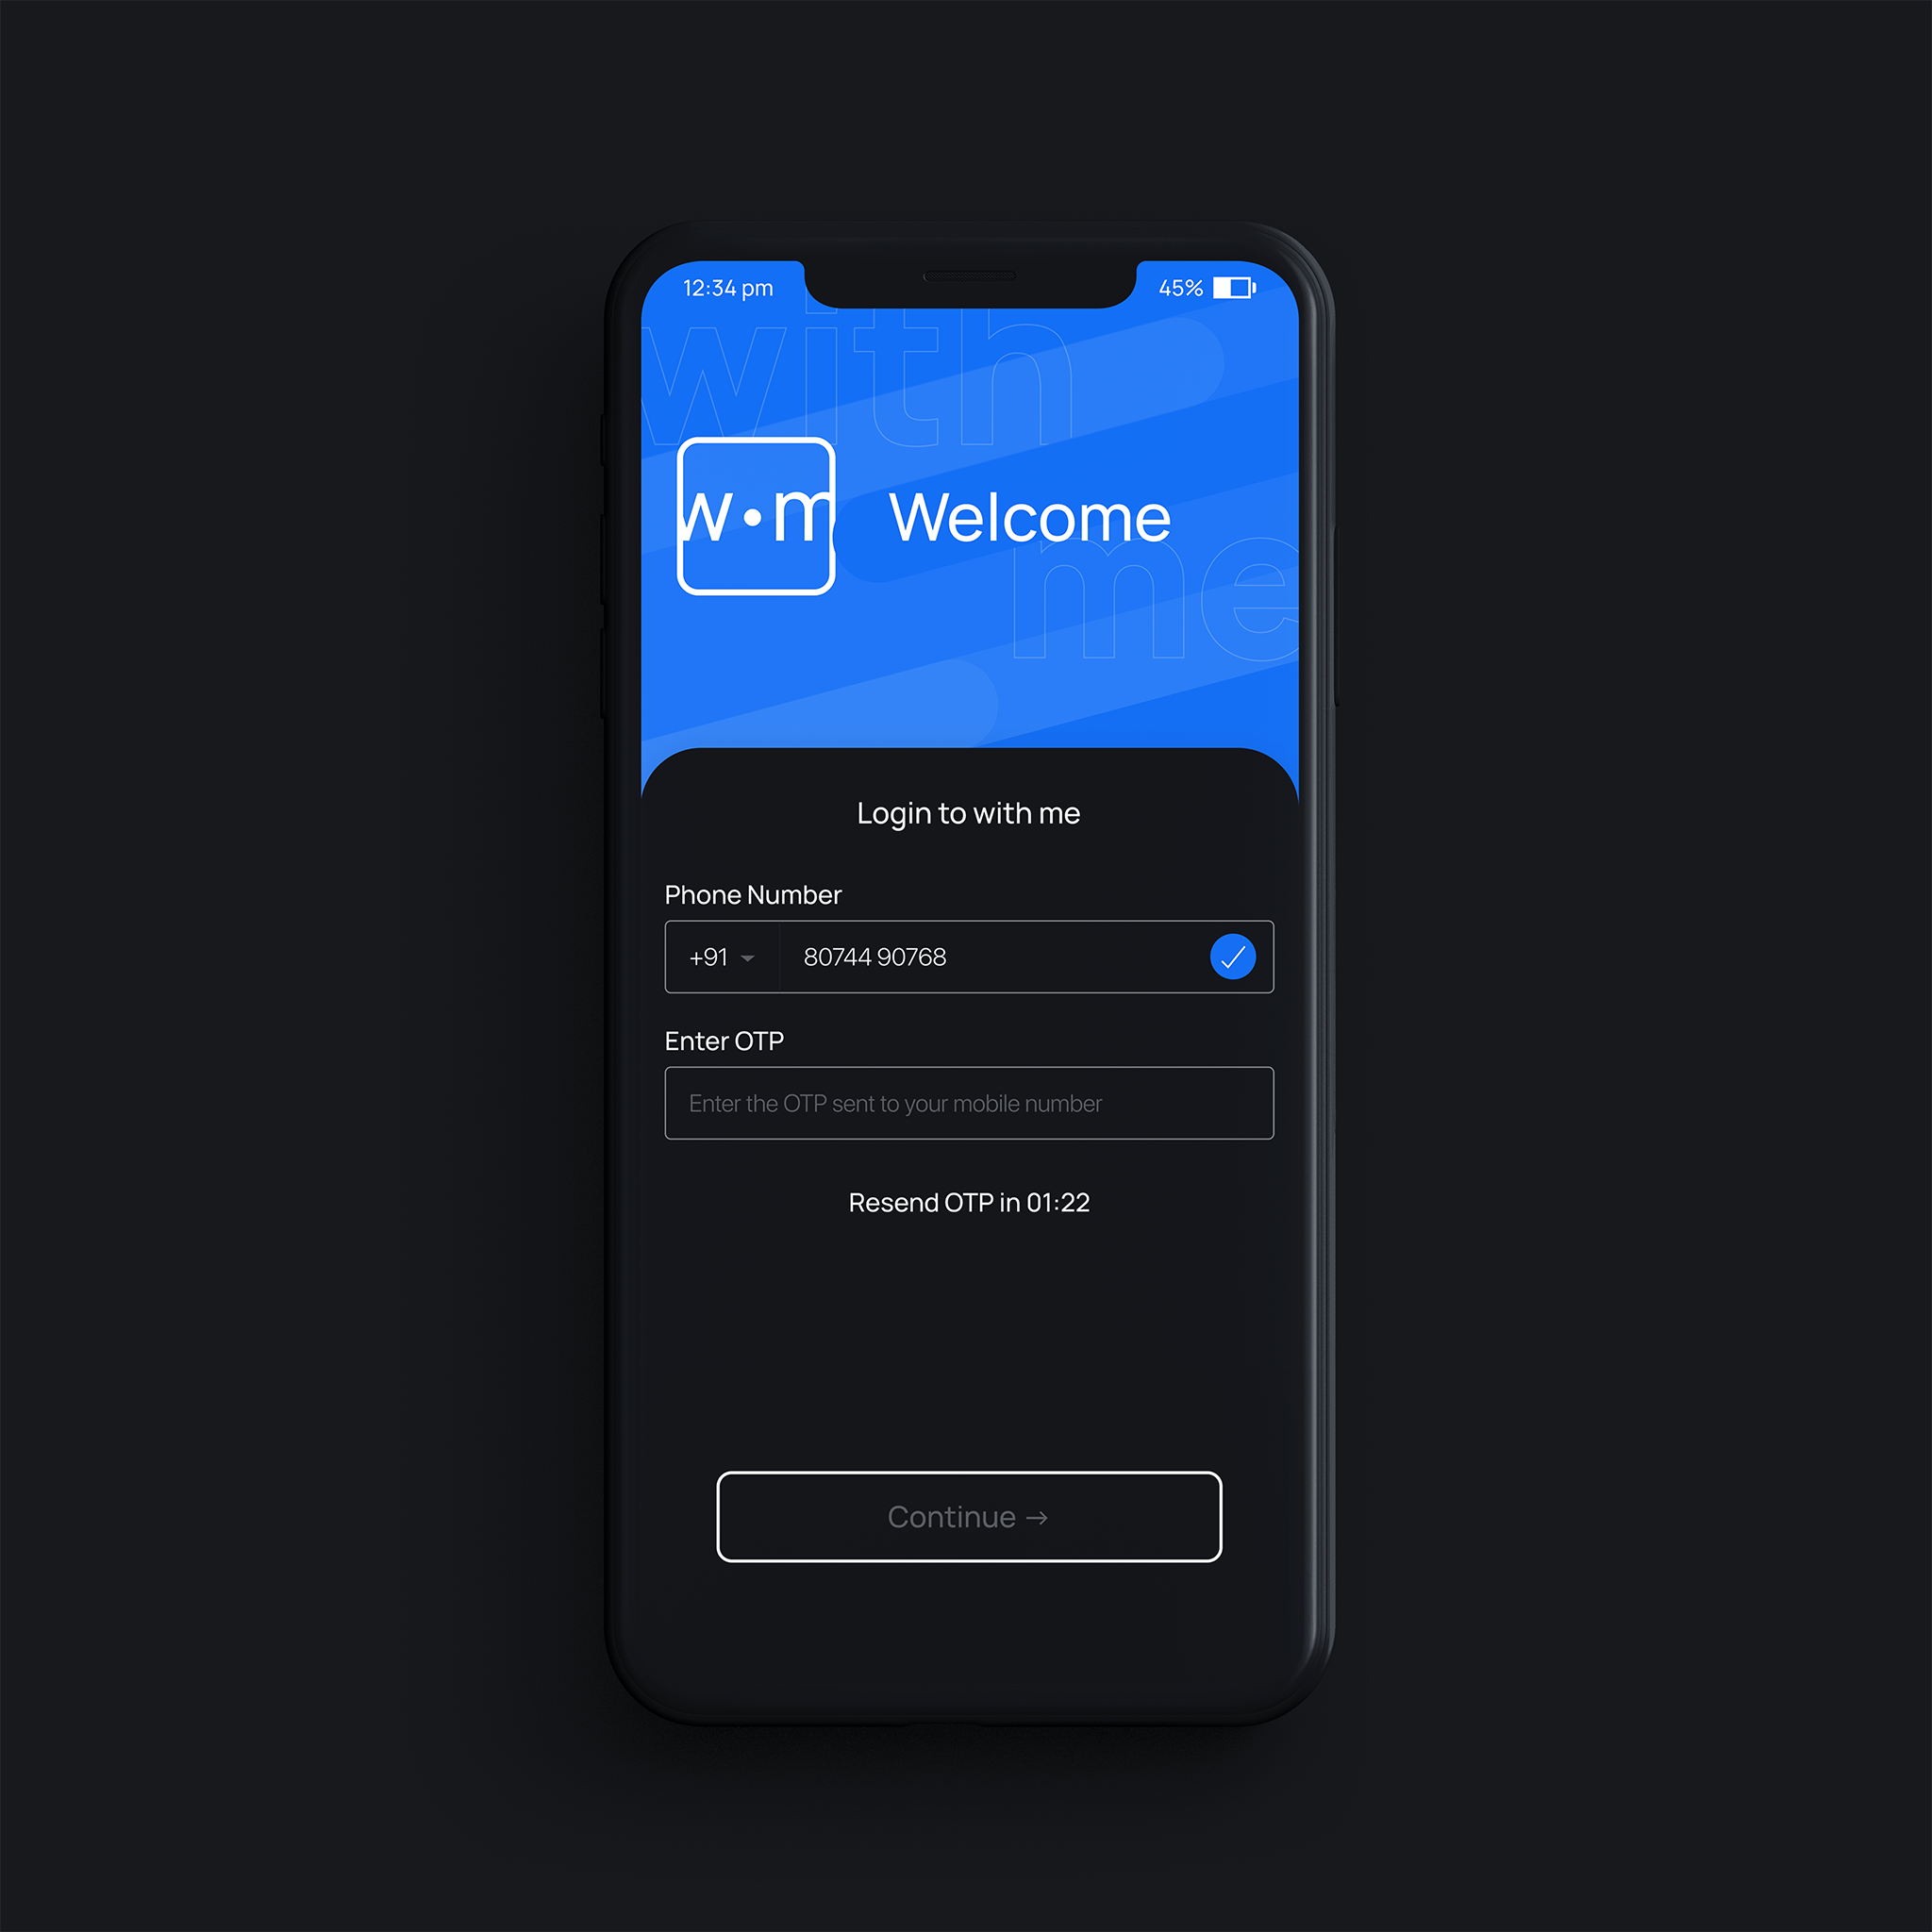 12:34 pm
45%
with
w•m
Welcome
me
Login to with me
Phone Number
+91
80744 90768
Enter OTP
Enter the OTP sent to your mobile number
Resend OTP in 01:22
Continue →